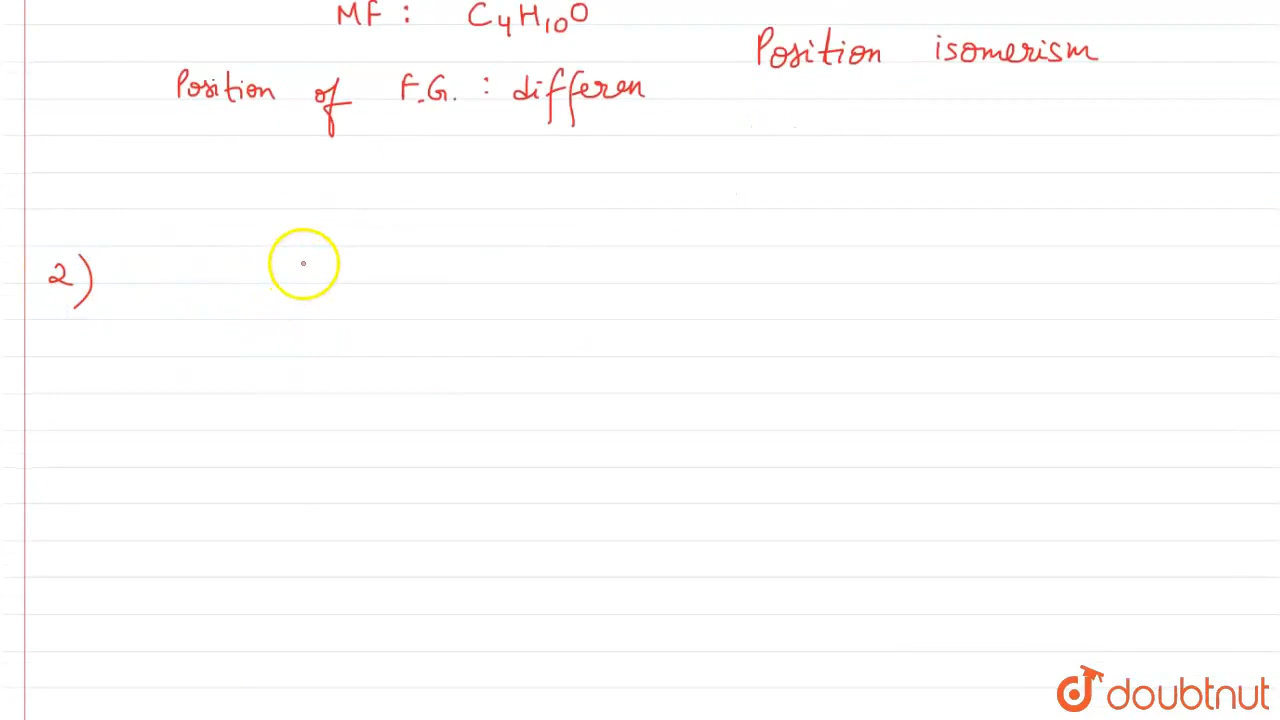 MF : C₄H₁₀O
Position isomerism
Position of F.G. : differen
2)
doubtnut